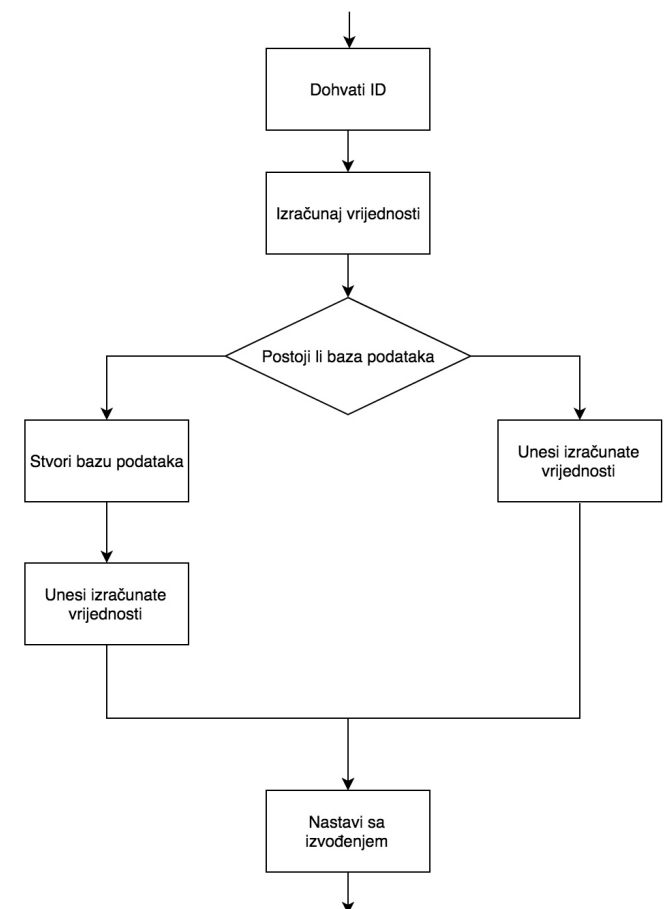 Dohvati ID
Izračunaj vrijednosti
Postoji li baza podataka
Stvori bazu podataka
Unesi izračunate
vrijednosti
Unesi izračunate
vrijednosti
Nastavi sa
izvođenjem